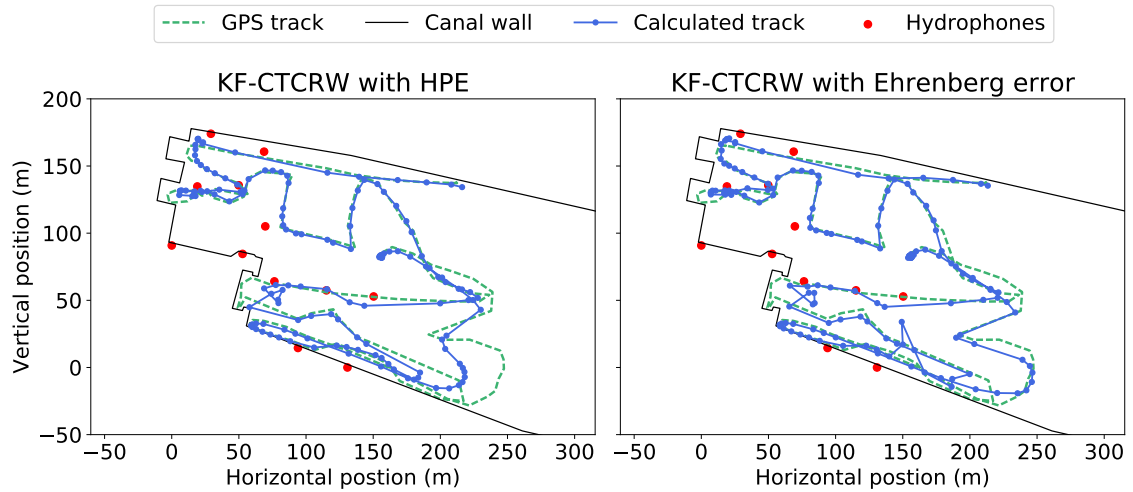 GPS track Canal wall Calculated track Hydrophones
KF-CTCRW with HPE KF-CTCRW with Ehrenberg error
200
150
100
50
0
−50
Vertical position (m)
−50 0 50 100 150 200 250 300 −50 0 50 100 150 200 250 300
Horizontal postion (m) Horizontal postion (m)